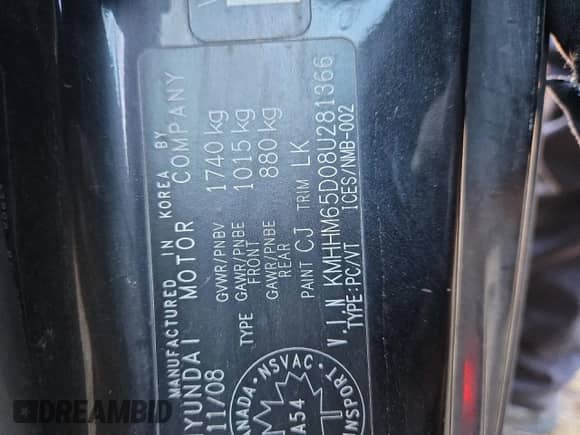 MANUFACTURED IN KOREA BY
HYUNDAI MOTOR COMPANY
11/08
GVWR/PNBV 1740 kg
TYPE GAWR/PNBE FRONT 1015 kg
GAWR/PNBE REAR 880 kg
PAINT CJ TRIM LK
V.I.N KMHHM65D08U281366
TYPE:PC/VT ICES/NMB-002
CANADA · NSVAC
A54
TRANSPORT
DREAMBID